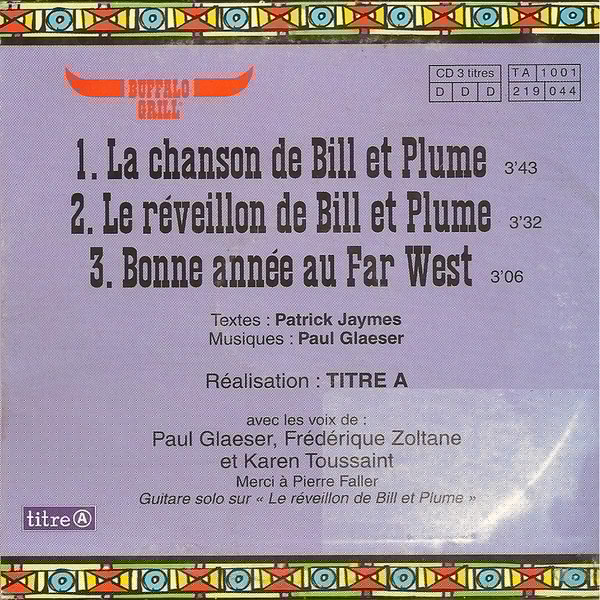 BUFFALO
GRILL
CD 3 titres
D D D
TA 1001
219 044
1. La chanson de Bill et Plume 3'43
2. Le réveillon de Bill et Plume 3'32
3. Bonne année au Far West 3'06
Textes : Patrick Jaymes
Musiques : Paul Glaeser
Réalisation : TITRE A
avec les voix de :
Paul Glaeser, Frédérique Zoltane
et Karen Toussaint
Merci à Pierre Faller
Guitare solo sur « Le réveillon de Bill et Plume »
titre A